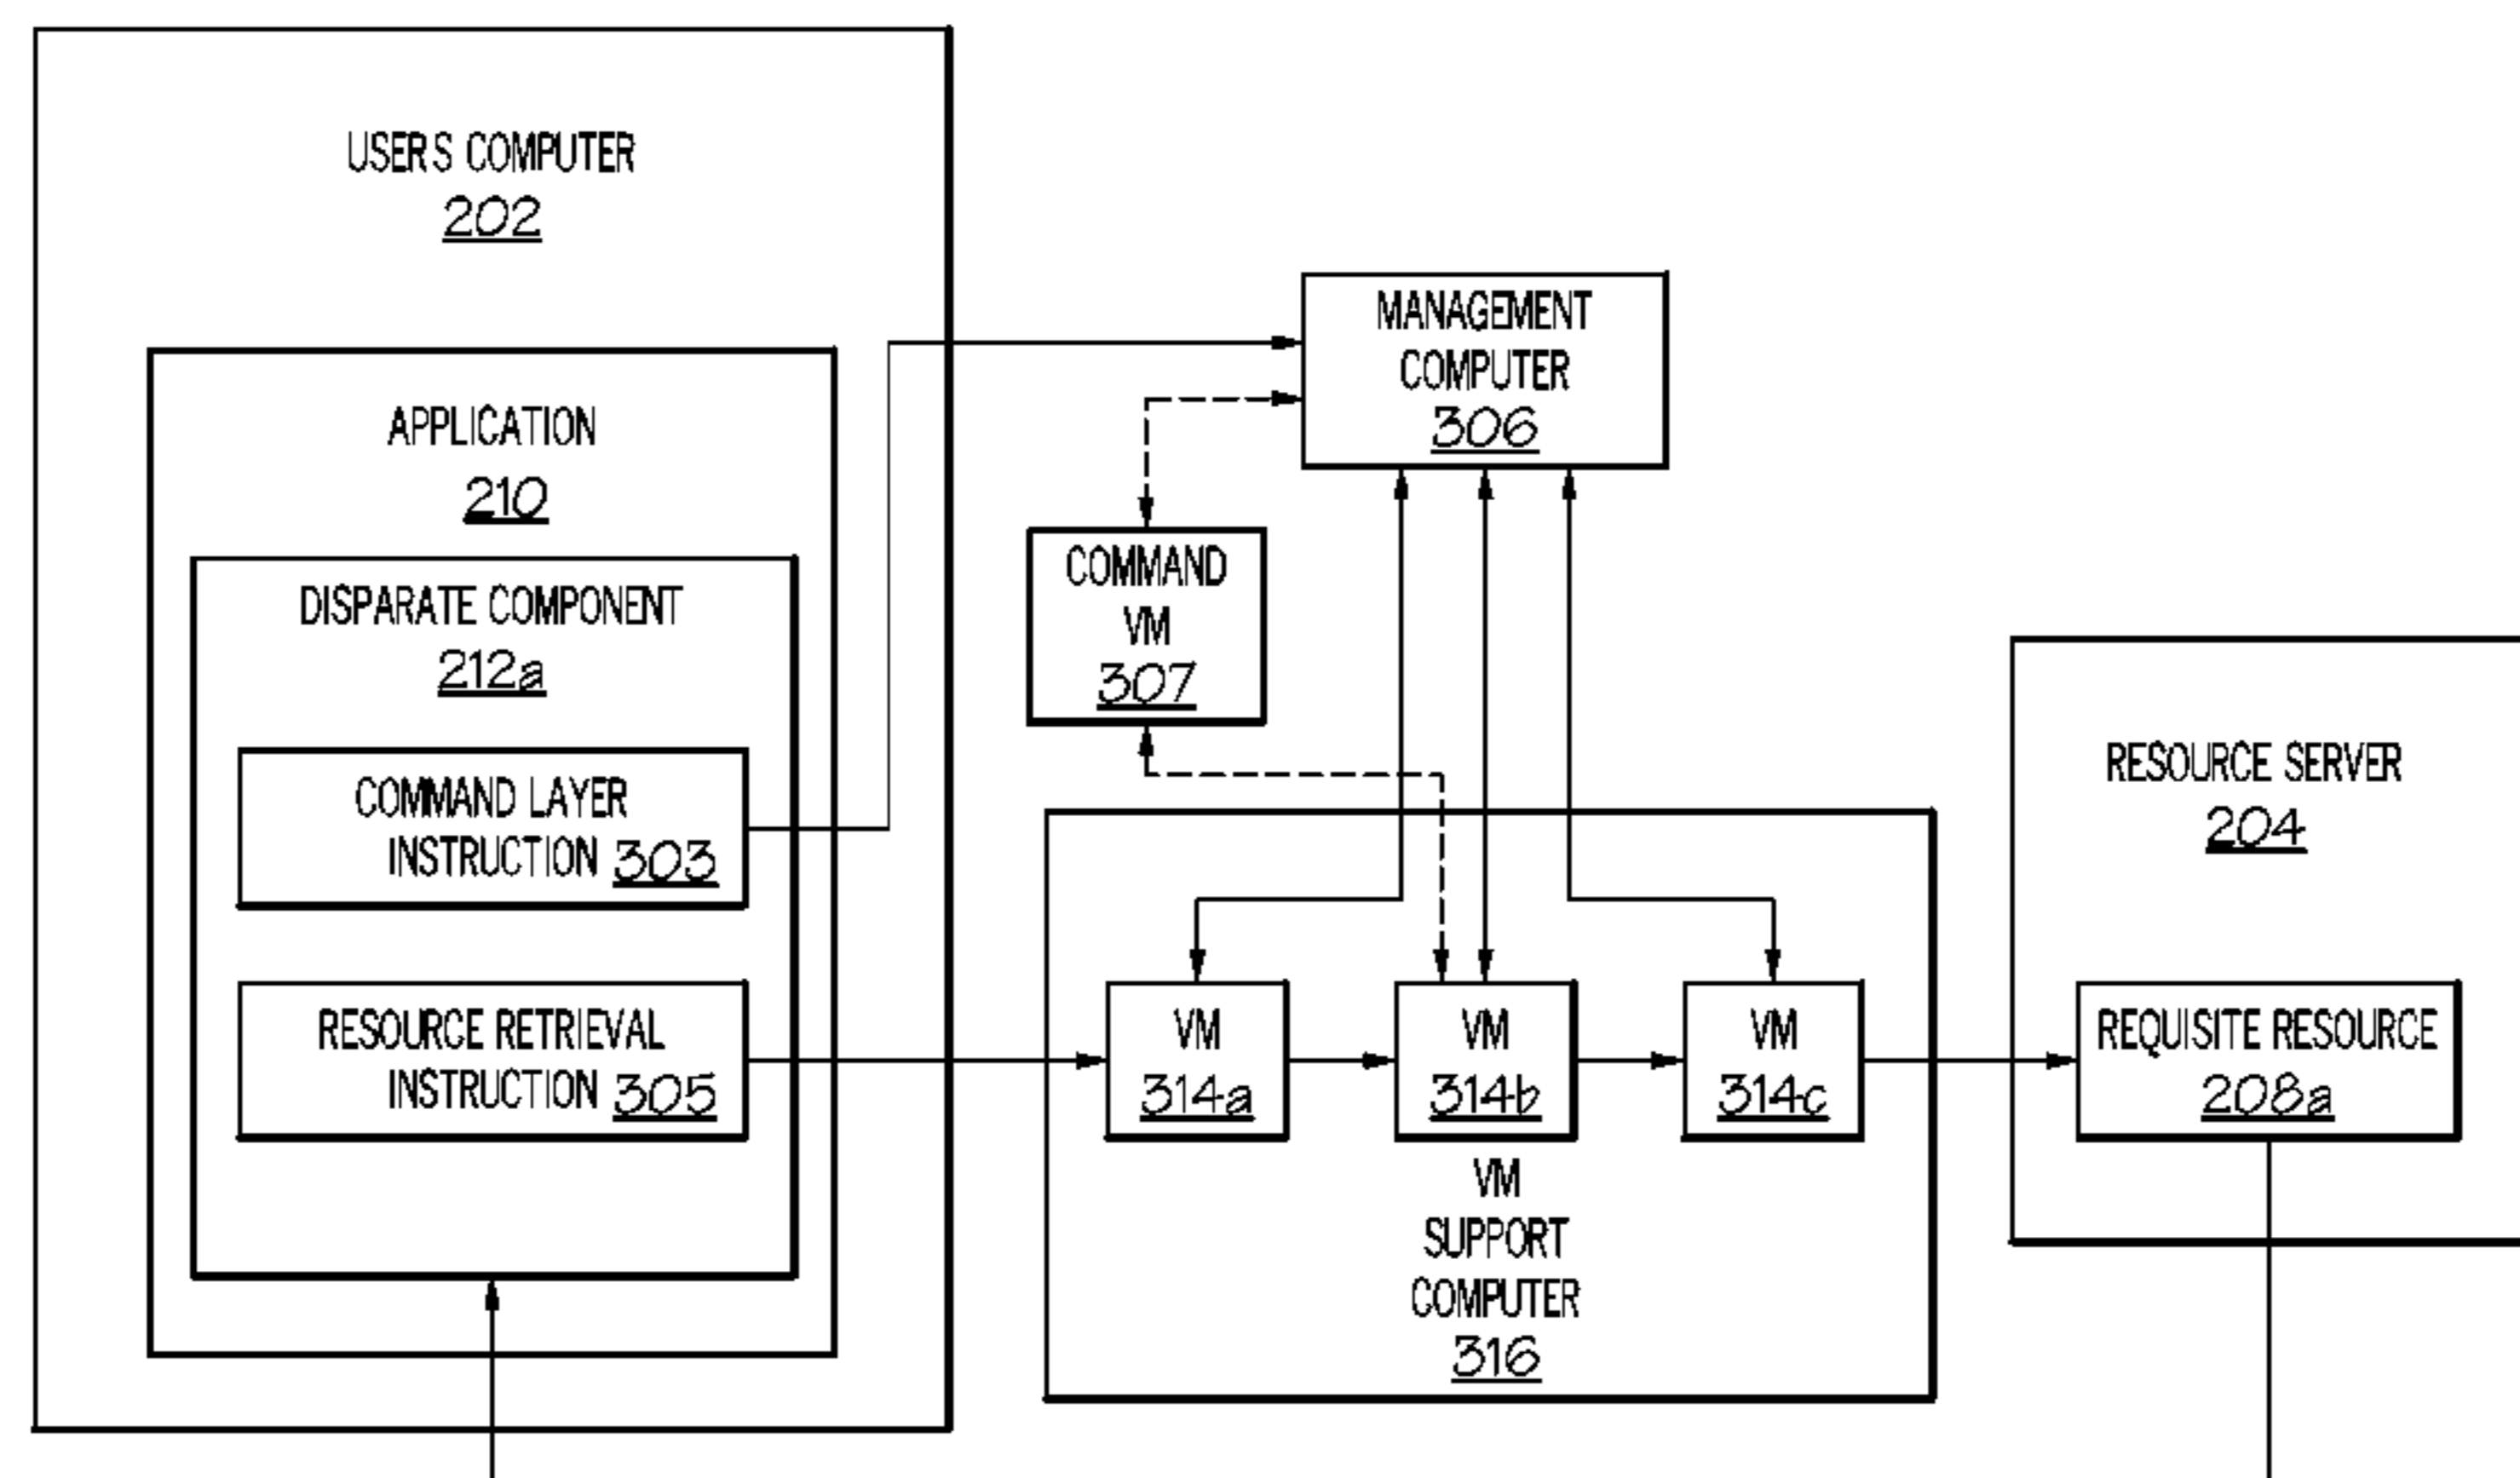 USERS COMPUTER
202
APPLICATION
210
DISPARATE COMPONENT
212a
COMMAND LAYER
INSTRUCTION 303
RESOURCE RETRIEVAL
INSTRUCTION 305
MANAGEMENT
COMPUTER
306
COMMAND
VM
307
VM
314a
VM
314b
VM
314c
VM
SUPPORT
COMPUTER
316
RESOURCE SERVER
204
REQUISITE RESOURCE
208a